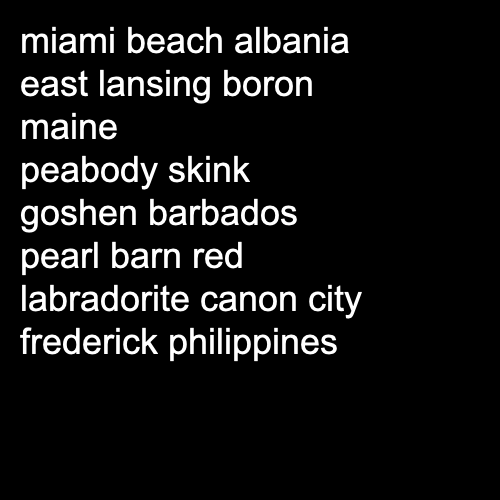 miami beach albania
east lansing boron
maine
peabody skink
goshen barbados
pearl barn red
labradorite canon city
frederick philippines